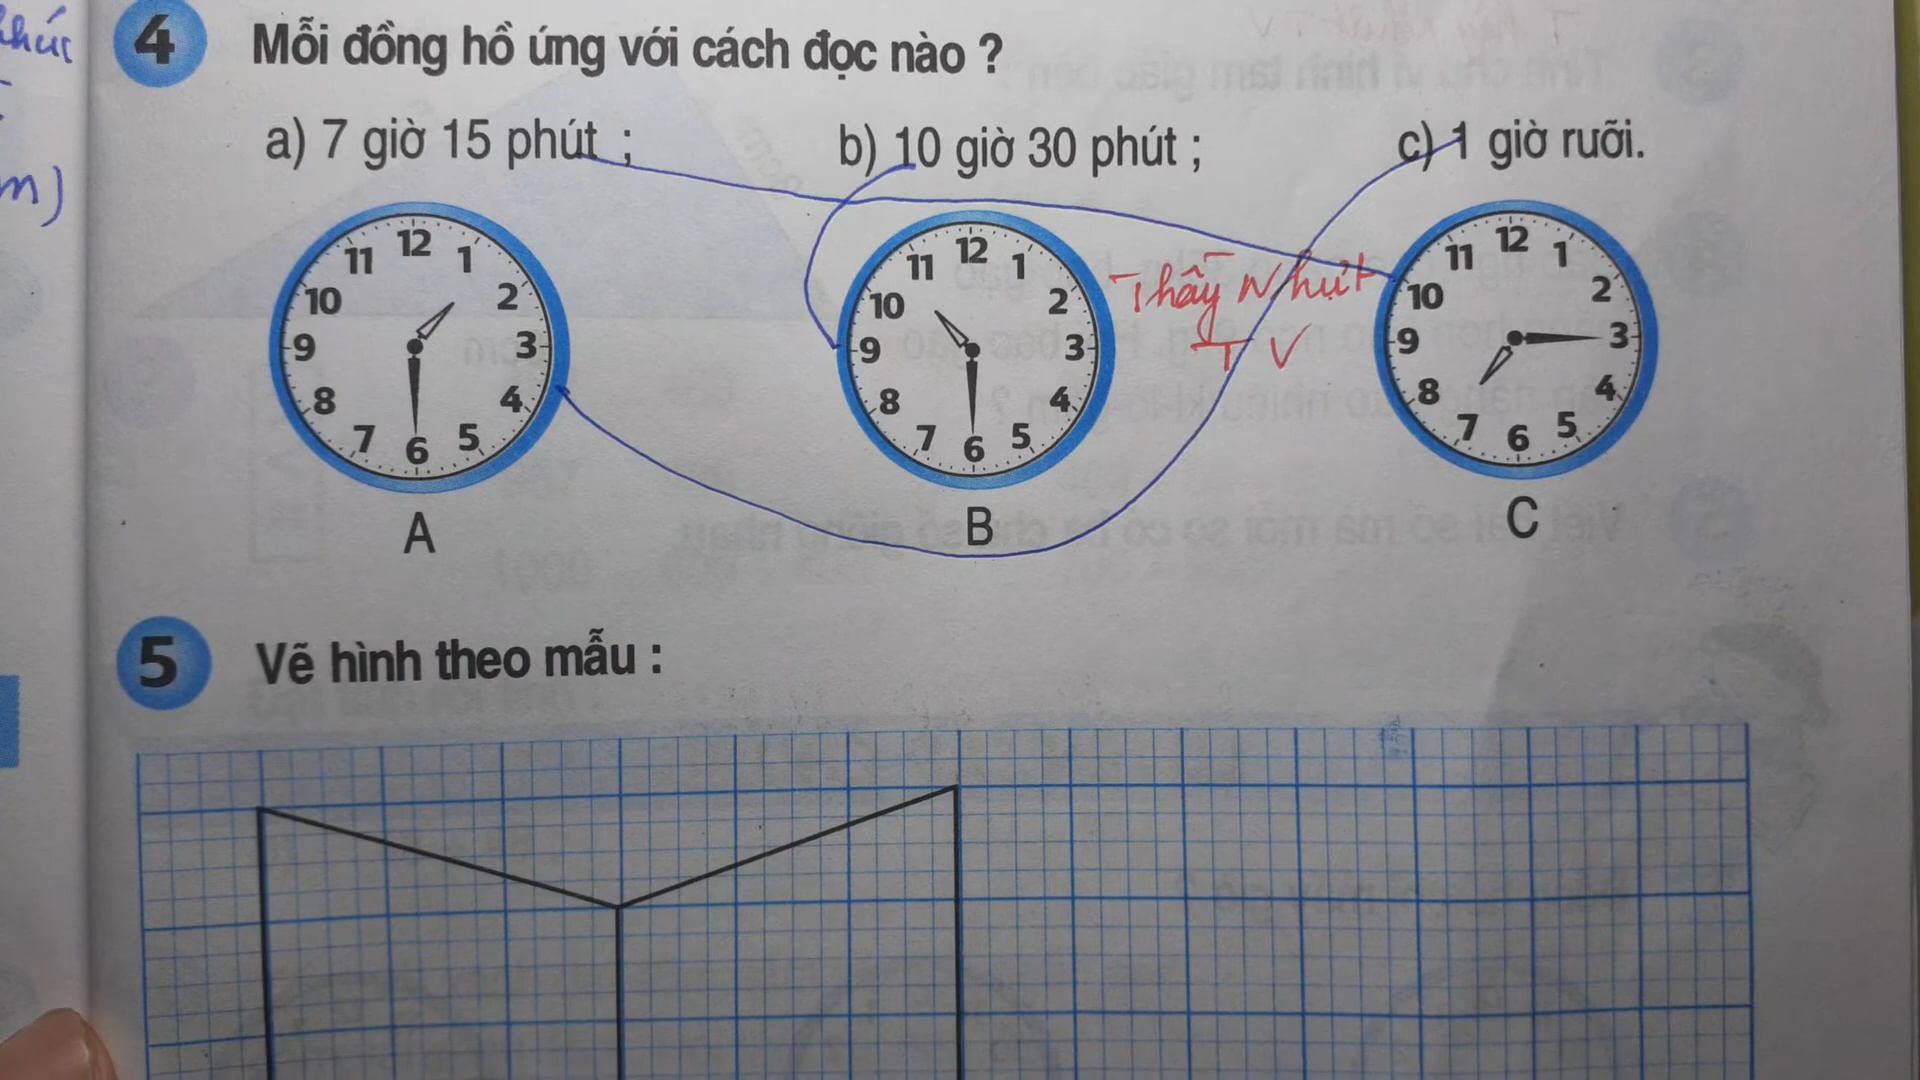 4 Mỗi đồng hồ ứng với cách đọc nào ?
a) 7 giờ 15 phút ; b) 10 giờ 30 phút ; c) 1 giờ rưỡi.
12 1 2 3 4 5 6 7 8 9 10 11
12 1 2 3 4 5 6 7 8 9 10 11
12 1 2 3 4 5 6 7 8 9 10 11
Thầy Nhựt
TV
A B C
5 Vẽ hình theo mẫu :